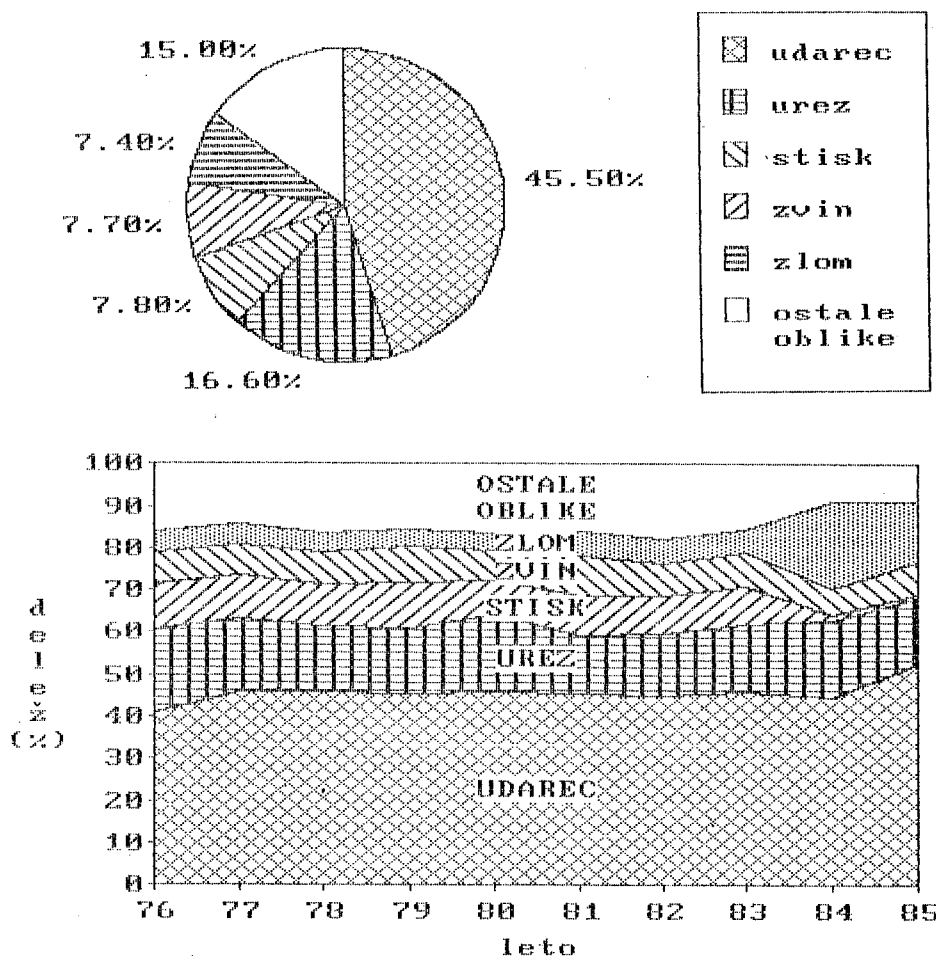 15.00%
7.40%
7.70%
7.80%
16.60%
45.50%
udarec
urez
stisk
zvin
zlom
ostale
oblike
100
90
80
70
60
50
40
30
20
10
0
delež
(%)
OSTALE
OBLIKE
ZLOM
ZVIN
STISK
UREZ
UDAREC
76 77 78 79 80 81 82 83 84 85
leto